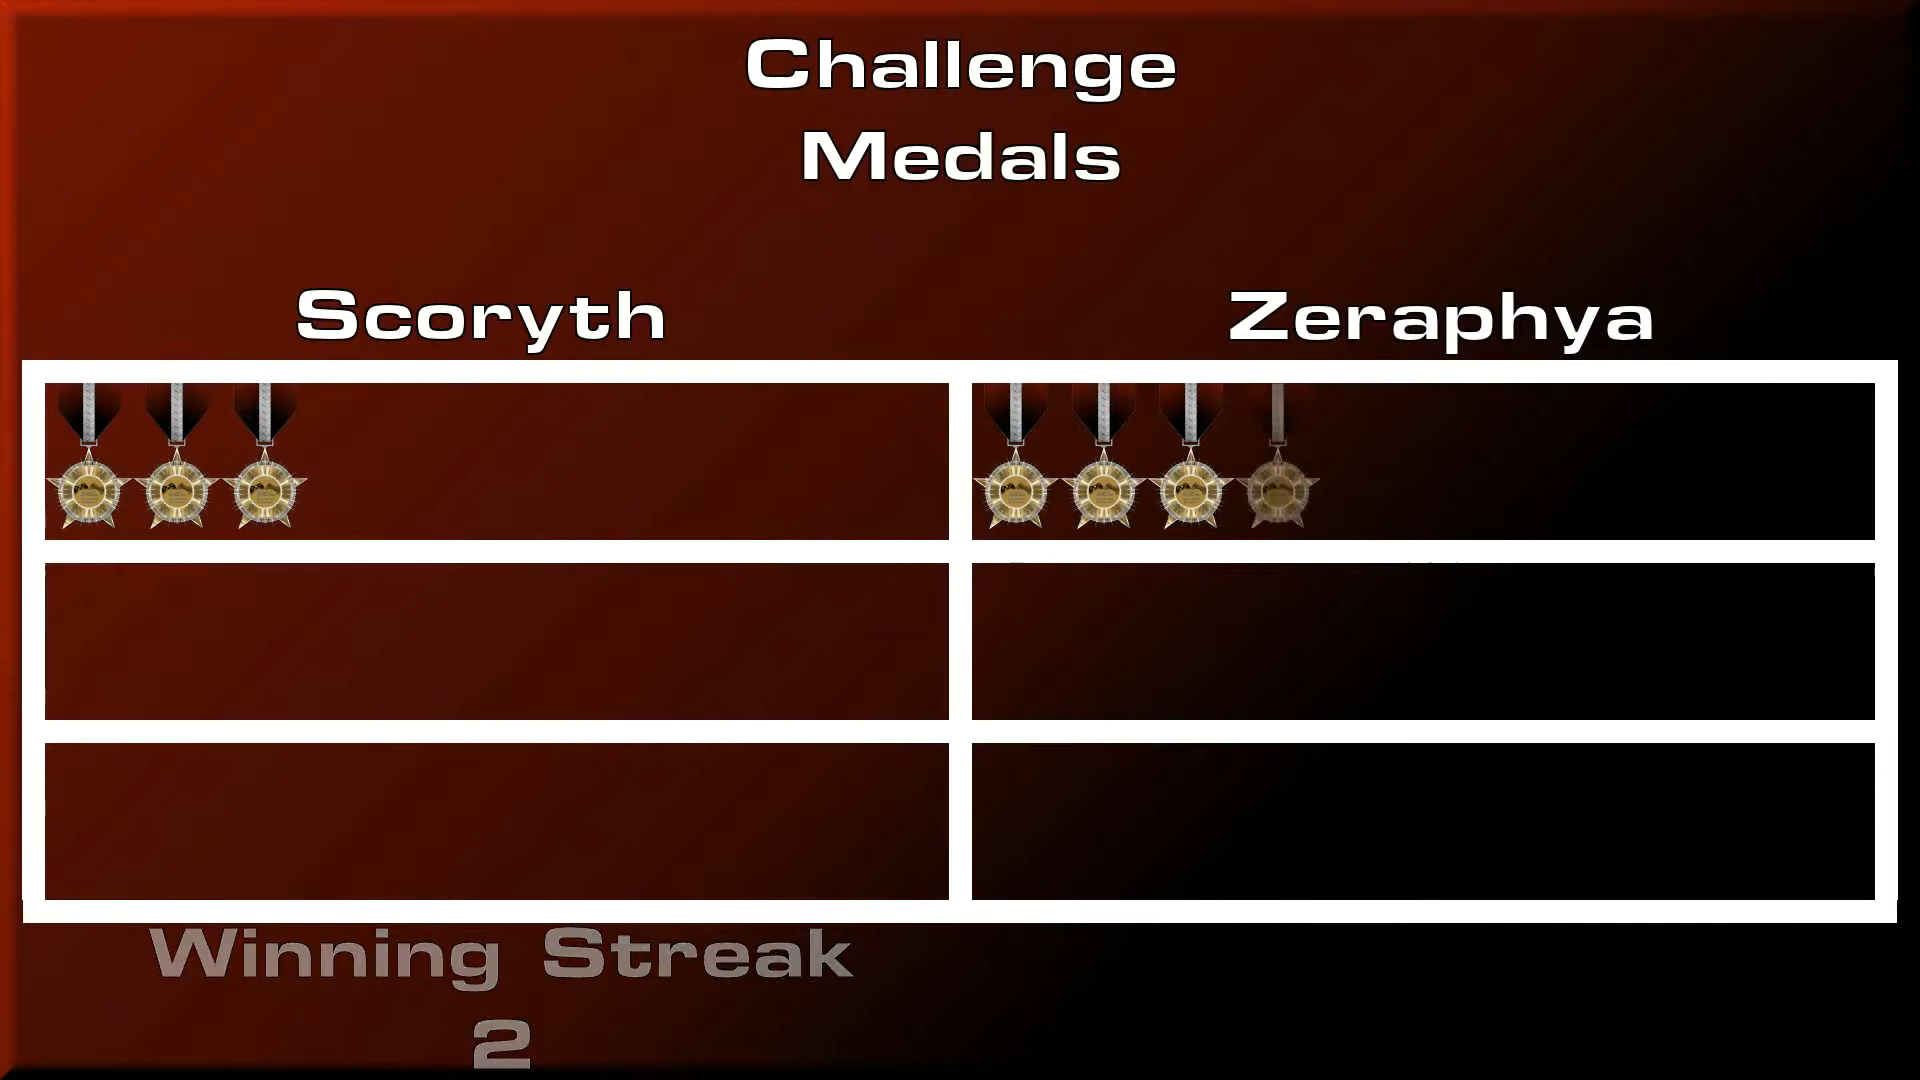 Challenge
Medals
Scoryth
Zeraphya
Winning Streak
2